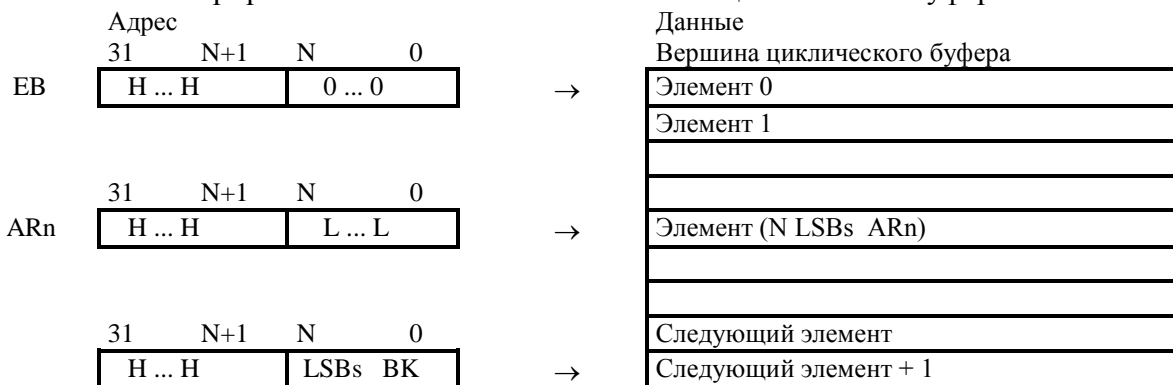 Адрес Данные
31 N+1 N 0 Вершина циклического буфера
EB H ... H 0 ... 0 → Элемент 0
Элемент 1
31 N+1 N 0
ARn H ... H L ... L → Элемент (N LSBs ARn)
31 N+1 N 0 Следующий элемент
H ... H LSBs BK → Следующий элемент + 1